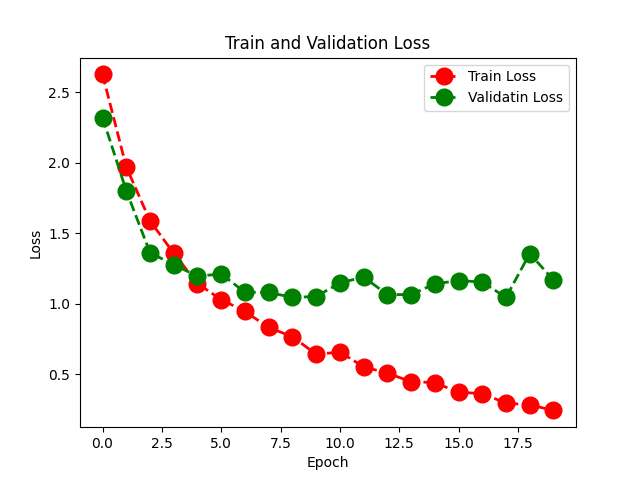 Train and Validation Loss
Train Loss
Validatin Loss
Loss
2.5
2.0
1.5
1.0
0.5
0.0 2.5 5.0 7.5 10.0 12.5 15.0 17.5
Epoch